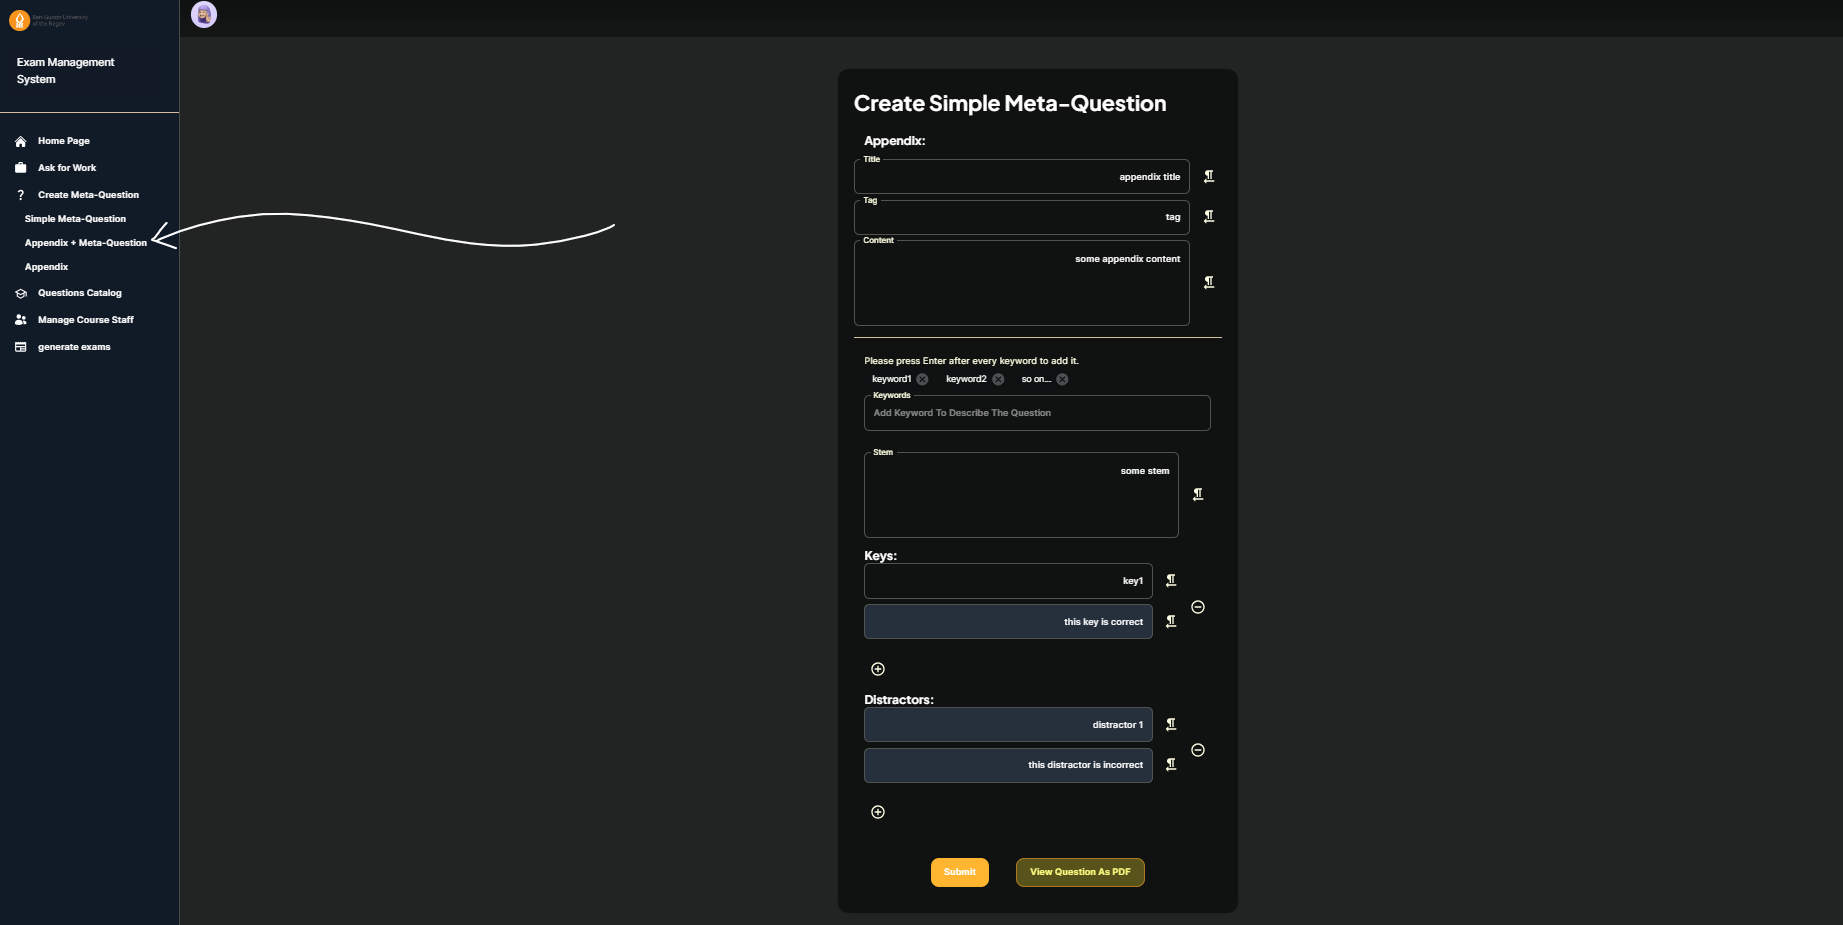 Ben-Gurion University
of the Negev
Exam Management
System
Home Page
Ask for Work
Create Meta-Question
Simple Meta-Question
Appendix + Meta-Question
Appendix
Questions Catalog
Manage Course Staff
generate exams
Create Simple Meta-Question
Appendix:
Title
appendix title
Tag
tag
Content
some appendix content
Please press Enter after every keyword to add it.
keyword1 keyword2 so on...
Keywords
Add Keyword To Describe The Question
Stem
some stem
Keys:
key1
this key is correct
Distractors:
distractor 1
this distractor is incorrect
Submit View Question As PDF